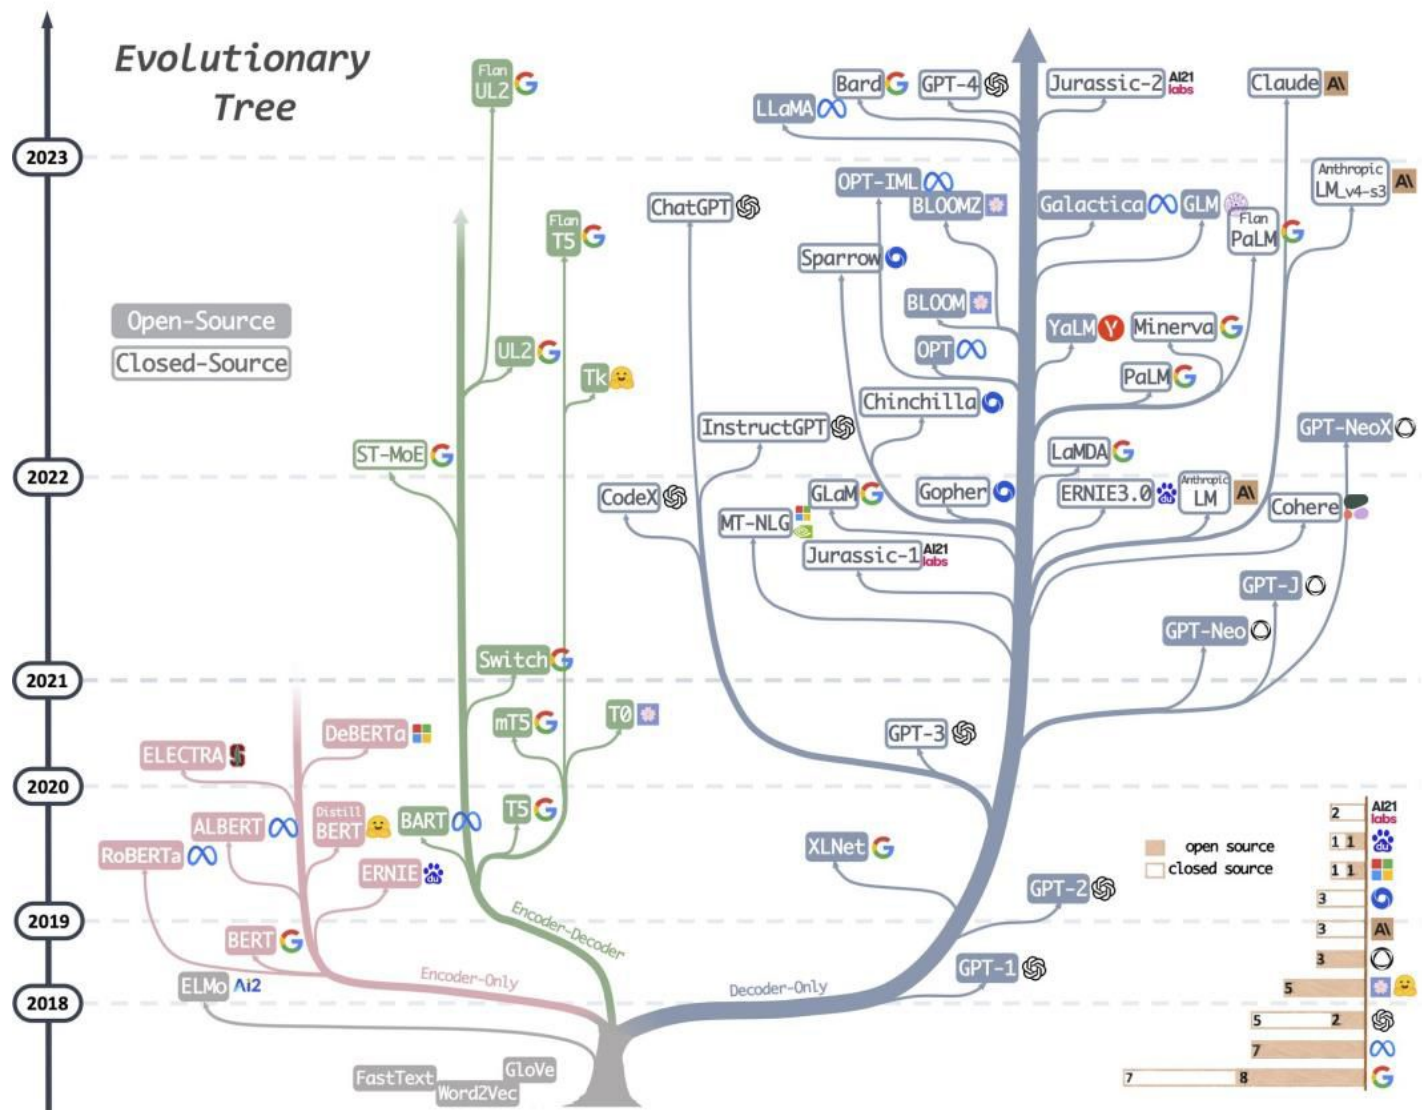 Evolutionary
Tree
2023
2022
2021
2020
2019
2018
Open-Source
Closed-Source
Flan
UL2
Bard
GPT-4
Jurassic-2
AI21
labs
Claude
A\
LLaMA
OPT-IML
BLOOMZ
Galactica
GLM
Anthropic
LM_v4-s3
A\
ChatGPT
Flan
T5
Flan
PaLM
Sparrow
BLOOM
YaLM
Minerva
UL2
OPT
Tk
PaLM
Chinchilla
InstructGPT
GPT-NeoX
ST-MoE
LaMDA
CodeX
GLaM
Gopher
ERNIE3.0
du
Anthropic
LM
A\
Cohere
MT-NLG
Jurassic-1
AI21
labs
GPT-J
GPT-Neo
Switch
mT5
T0
DeBERTa
ELECTRA
S
GPT-3
T5
BART
Distill
BERT
ALBERT
RoBERTa
XLNet
ERNIE
du
GPT-2
BERT
Encoder-Decoder
GPT-1
Encoder-Only
Decoder-Only
ELMo
Ai2
GloVe
FastText
Word2Vec
open source
closed source
2
AI21
labs
1 1
du
1 1
3
3
A\
3
5
5 2
7
7 8